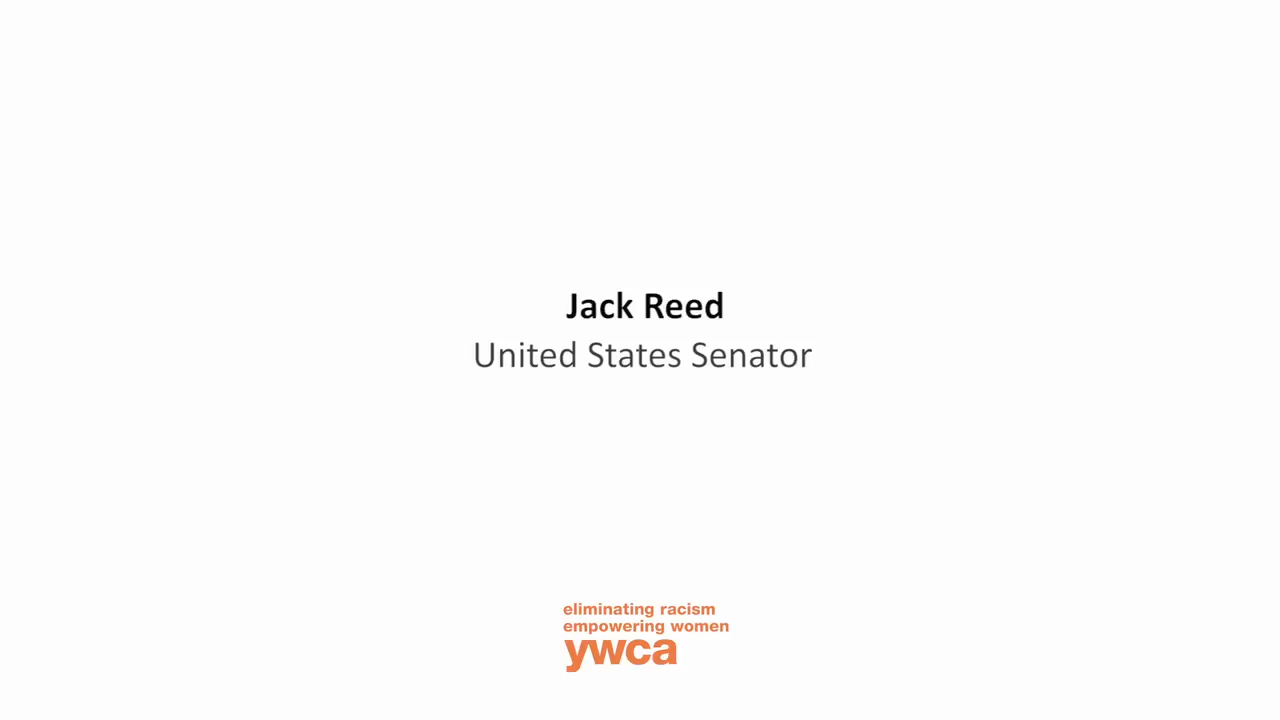 Jack Reed
United States Senator
eliminating racism
empowering women
ywca